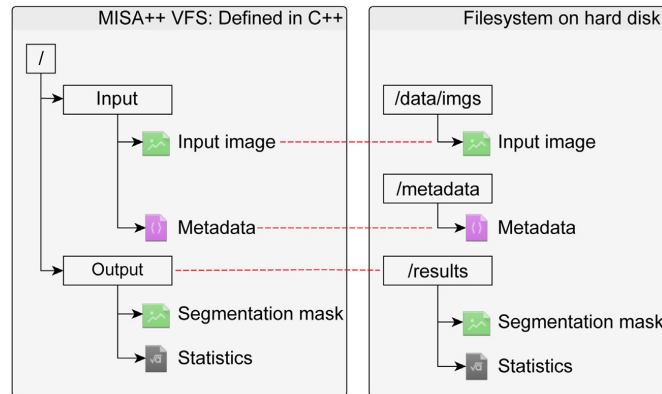 MISA++ VFS: Defined in C++
/
Input
Input image
Metadata
Output
Segmentation mask
√a
Statistics
Filesystem on hard disk
/data/imgs
Input image
/metadata
Metadata
/results
Segmentation mask
√a
Statistics